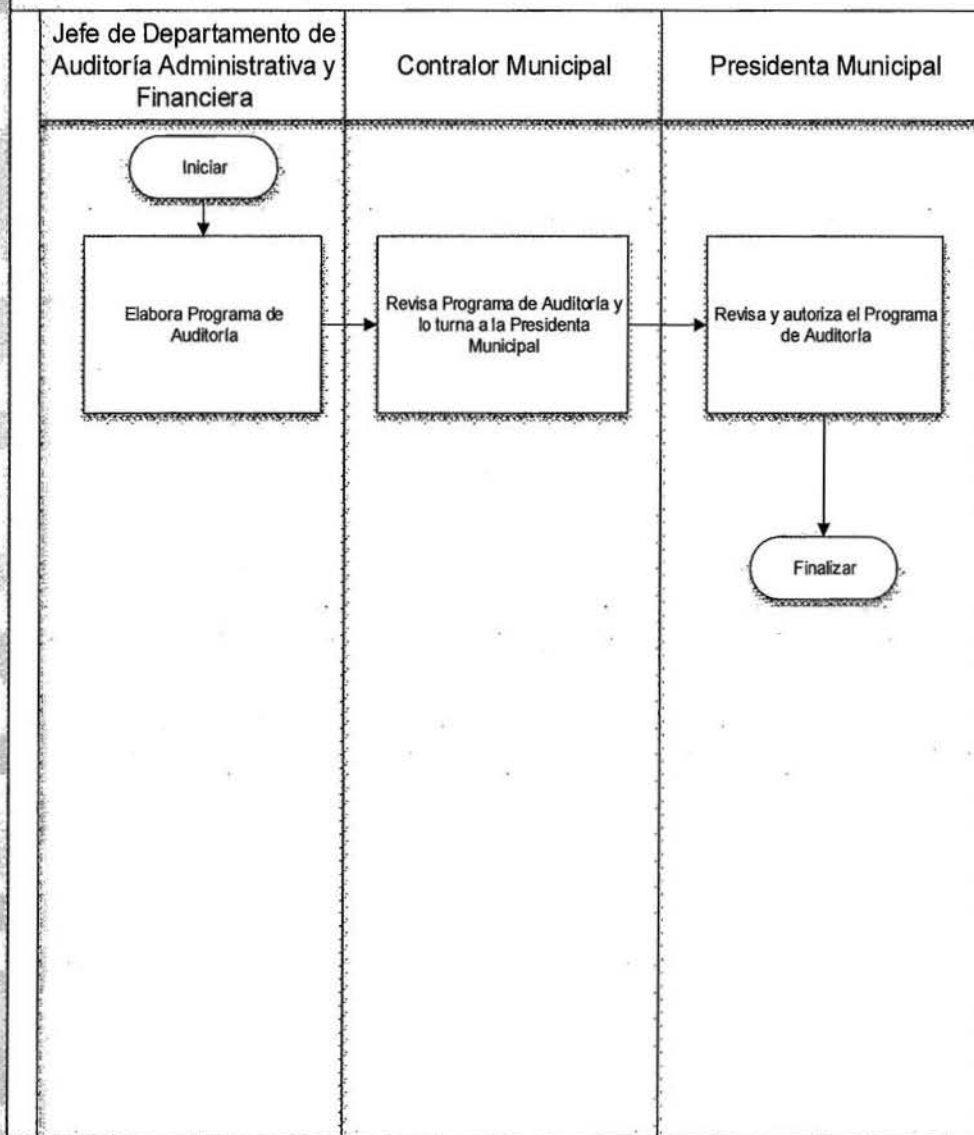 Jefe de Departamento de
Auditoría Administrativa y
Financiera
Contralor Municipal
Presidenta Municipal
Iniciar
Elabora Programa de
Auditoría
Revisa Programa de Auditoría y
lo turna a la Presidenta
Municipal
Revisa y autoriza el Programa
de Auditoría
Finalizar